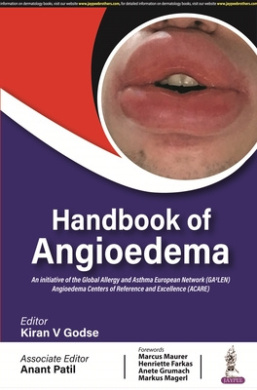 Handbook of
Angioedema
An initiative of the Global Allergy and Asthma European Network (GA²LEN)
Angioedema Centers of Reference and Excellence (ACARE)
Editor
Kiran V Godse
Associate Editor
Anant Patil
Forewords
Marcus Maurer
Henriette Farkas
Anete Grumach
Markus Magerl
JAYPEE